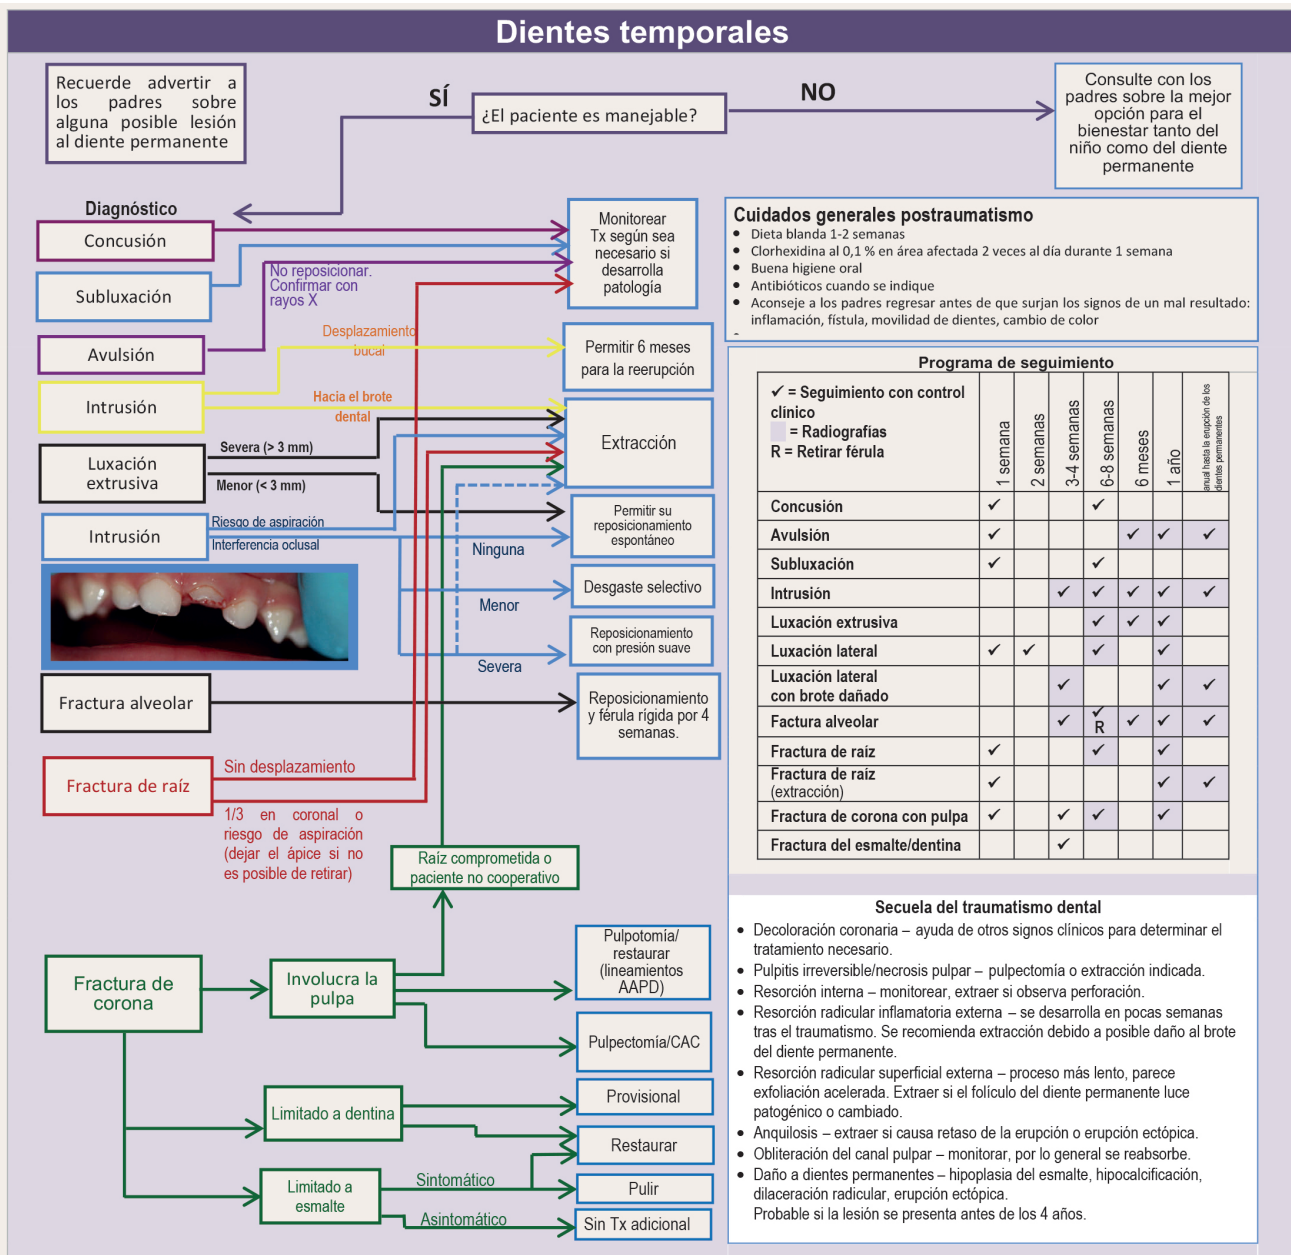 Dientes temporales
Recuerde advertir a
los padres sobre
alguna posible lesión
al diente permanente
SÍ
¿El paciente es manejable?
NO
Consulte con los
padres sobre la mejor
opción para el
bienestar tanto del
niño como del diente
permanente
Diagnóstico
Concusión
Subluxación
No reposicionar.
Confirmar con
rayos X
Avulsión
Desplazamiento
bucal
Intrusión
Hacia el brote
dental
Luxación
extrusiva
Severa (> 3 mm)
Menor (< 3 mm)
Intrusión
Riesgo de aspiración
Interferencia oclusal
Ninguna
Menor
Severa
Fractura alveolar
Fractura de raíz
Sin desplazamiento
1/3 en coronal o
riesgo de aspiración
(dejar el ápice si no
es posible de retirar)
Monitorear
Tx según sea
necesario si
desarrolla
patología
Permitir 6 meses
para la reerupción
Extracción
Permitir su
reposicionamiento
espontáneo
Desgaste selectivo
Reposicionamiento
con presión suave
Reposicionamiento
y férula rígida por 4
semanas.
Raíz comprometida o
paciente no cooperativo
Fractura de
corona
Involucra la
pulpa
Pulpotomía/
restaurar
(lineamientos
AAPD)
Pulpectomía/CAC
Limitado a dentina
Provisional
Restaurar
Limitado a
esmalte
Sintomático
Asintomático
Pulir
Sin Tx adicional
Cuidados generales postraumatismo
• Dieta blanda 1-2 semanas
• Clorhexidina al 0,1 % en área afectada 2 veces al día durante 1 semana
• Buena higiene oral
• Antibióticos cuando se indique
• Aconseje a los padres regresar antes de que surjan los signos de un mal resultado:
inflamación, fístula, movilidad de dientes, cambio de color
-
Programa de seguimiento
✓ = Seguimiento con control
clínico
= Radiografías
R = Retirar férula
1 semana
2 semanas
3-4 semanas
6-8 semanas
6 meses
1 año
anual hasta la erupción de los
dientes permanentes
Concusión ✓ ✓
Avulsión ✓ ✓ ✓ ✓
Subluxación ✓ ✓
Intrusión ✓ ✓ ✓ ✓ ✓
Luxación extrusiva ✓ ✓ ✓
Luxación lateral ✓ ✓ ✓ ✓
Luxación lateral
con brote dañado ✓ ✓ ✓
Factura alveolar ✓ ✓ R ✓ ✓ ✓
Fractura de raíz ✓ ✓ ✓
Fractura de raíz
(extracción) ✓ ✓ ✓
Fractura de corona con pulpa ✓ ✓ ✓ ✓
Fractura del esmalte/dentina ✓
Secuela del traumatismo dental
• Decoloración coronaria – ayuda de otros signos clínicos para determinar el
tratamiento necesario.
• Pulpitis irreversible/necrosis pulpar – pulpectomía o extracción indicada.
• Resorción interna – monitorear, extraer si observa perforación.
• Resorción radicular inflamatoria externa – se desarrolla en pocas semanas
tras el traumatismo. Se recomienda extracción debido a posible daño al brote
del diente permanente.
• Resorción radicular superficial externa – proceso más lento, parece
exfoliación acelerada. Extraer si el folículo del diente permanente luce
patogénico o cambiado.
• Anquilosis – extraer si causa retaso de la erupción o erupción ectópica.
• Obliteración del canal pulpar – monitorar, por lo general se reabsorbe.
• Daño a dientes permanentes – hipoplasia del esmalte, hipocalcificación,
dilaceración radicular, erupción ectópica.
Probable si la lesión se presenta antes de los 4 años.